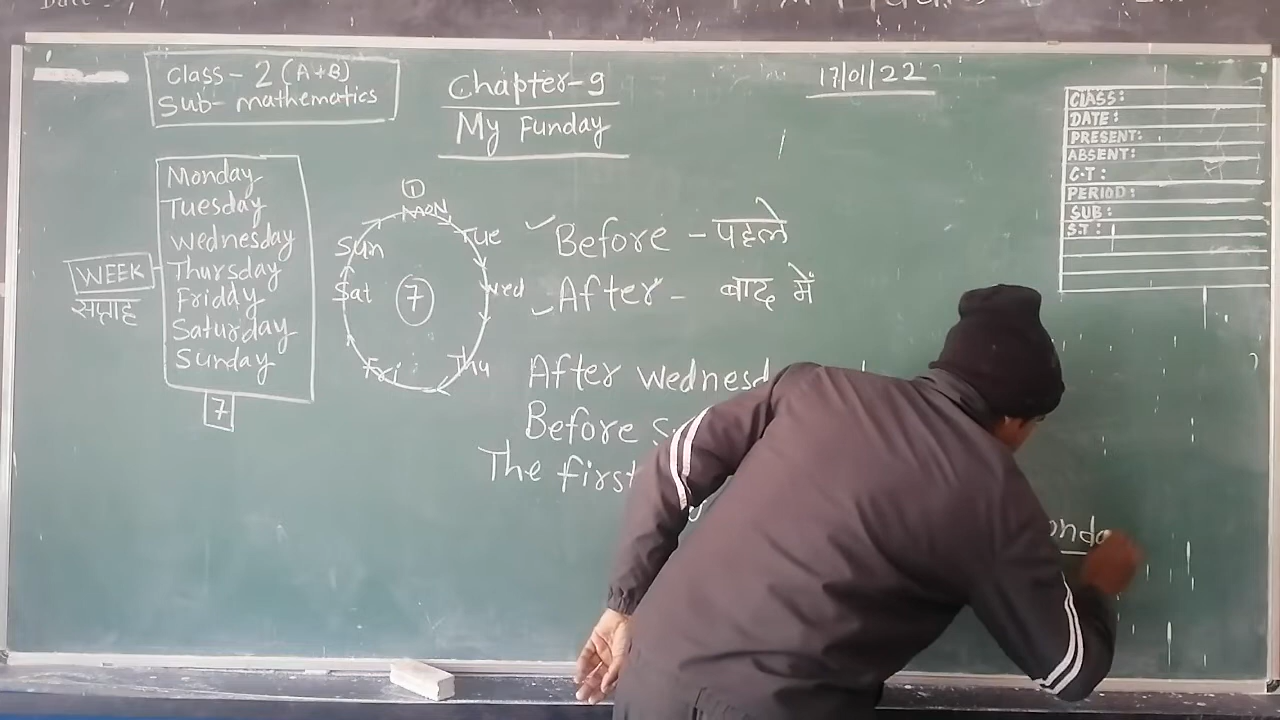 Date
Class- 2 (A+B)
Sub- mathematics
Chapter-9
My Funday
17/01/22
CLASS:
DATE:
PRESENT:
ABSENT:
C.T:
PERIOD:
SUB:
S.T:
WEEK
सप्ताह
Monday
Tuesday
Wednesday
Thursday
Friday
Saturday
Sunday
7
1
MON
Tue
Wed
Thu
Fri
Sat
Sun
7
Before - पहले
After - बाद में
After Wednesd
Before S
The first
onda